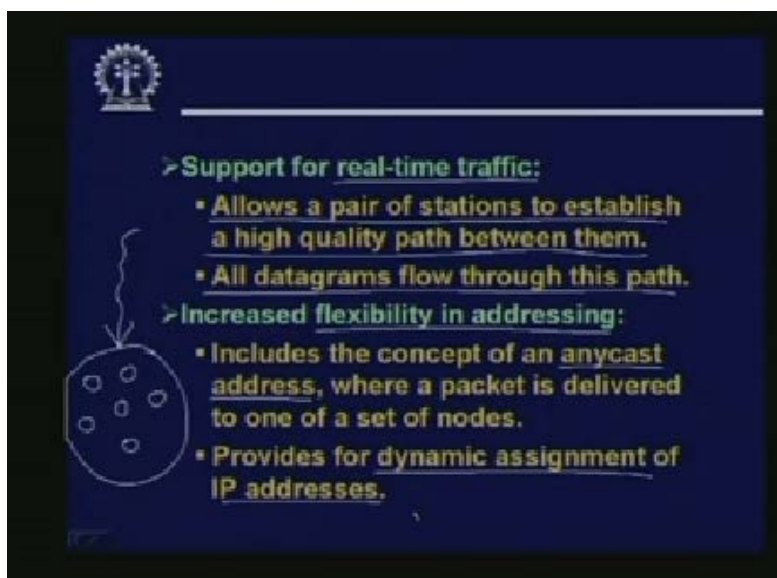 ➢Support for real-time traffic:
▪ Allows a pair of stations to establish
a high quality path between them.
▪ All datagrams flow through this path.
➢Increased flexibility in addressing:
▪ Includes the concept of an anycast
address, where a packet is delivered
to one of a set of nodes.
▪ Provides for dynamic assignment of
IP addresses.